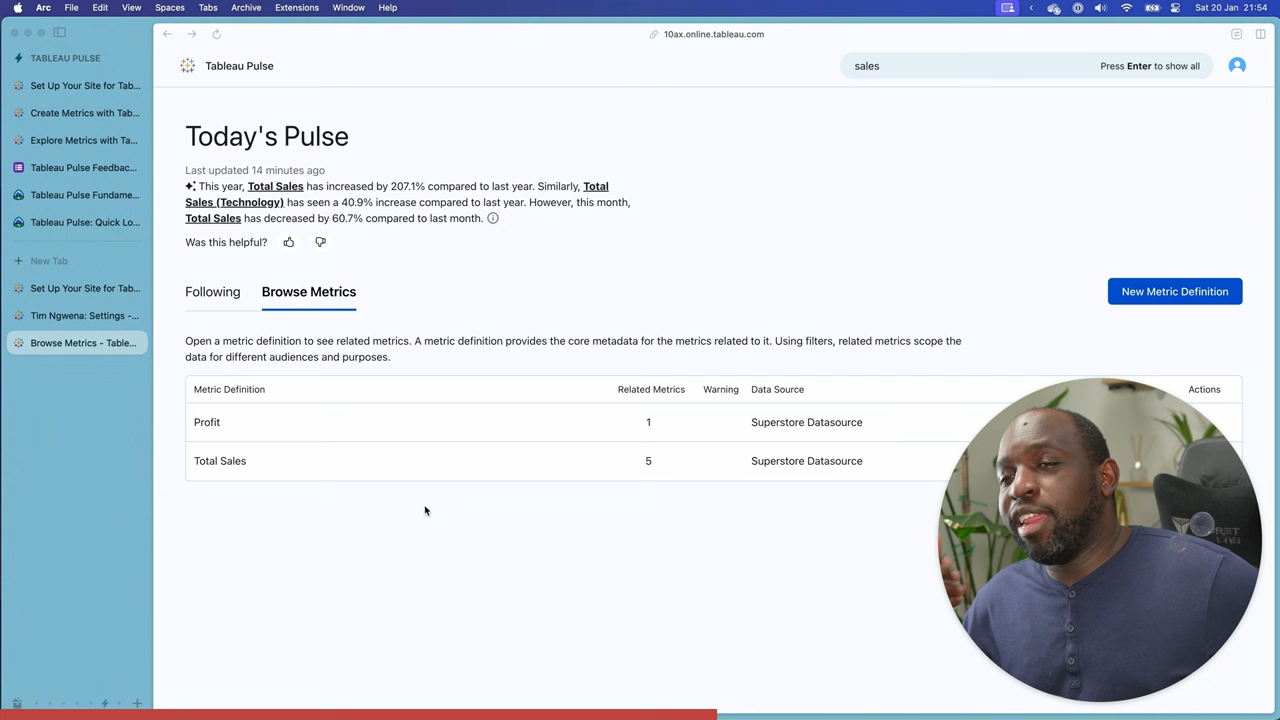 Arc File Edit View Spaces Tabs Archive Extensions Window Help Sat 20 Jan 21:54
10ax.online.tableau.com
TABLEAU PULSE
Set Up Your Site for Tab...
Create Metrics with Tab...
Explore Metrics with Ta...
Tableau Pulse Feedbac...
Tableau Pulse Fundame...
Tableau Pulse: Quick Lo...
New Tab
Set Up Your Site for Tab...
Tim Ngwena: Settings -...
Browse Metrics - Table...
Tableau Pulse
sales Press Enter to show all
Today's Pulse
Last updated 14 minutes ago
This year, Total Sales has increased by 207.1% compared to last year. Similarly, Total
Sales (Technology) has seen a 40.9% increase compared to last year. However, this month,
Total Sales has decreased by 60.7% compared to last month.
Was this helpful?
Following Browse Metrics New Metric Definition
Open a metric definition to see related metrics. A metric definition provides the core metadata for the metrics related to it. Using filters, related metrics scope the
data for different audiences and purposes.
Metric Definition Related Metrics Warning Data Source Actions
Profit 1 Superstore Datasource
Total Sales 5 Superstore Datasource